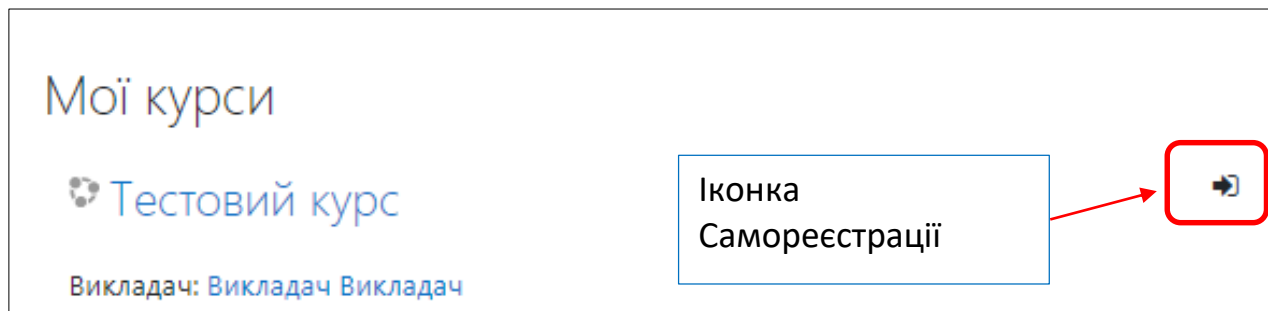 Мої курси
Тестовий курс
Іконка
Самореєстрації
Викладач: Викладач Викладач